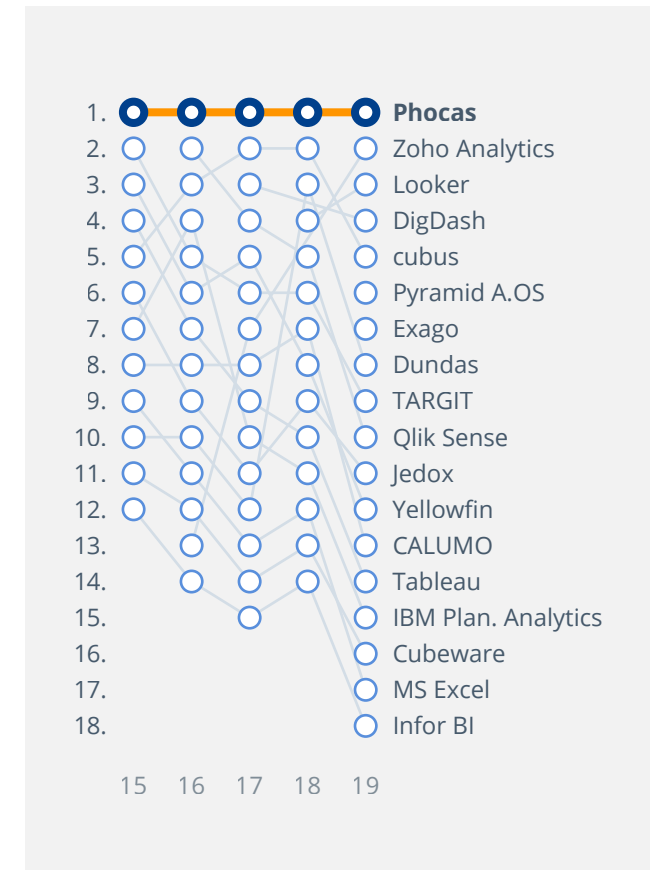 1. Phocas
2. Zoho Analytics
3. Looker
4. DigDash
5. cubus
6. Pyramid A.OS
7. Exago
8. Dundas
9. TARGIT
10. Qlik Sense
11. Jedox
12. Yellowfin
13. CALUMO
14. Tableau
15. IBM Plan. Analytics
16. Cubeware
17. MS Excel
18. Infor BI
15 16 17 18 19